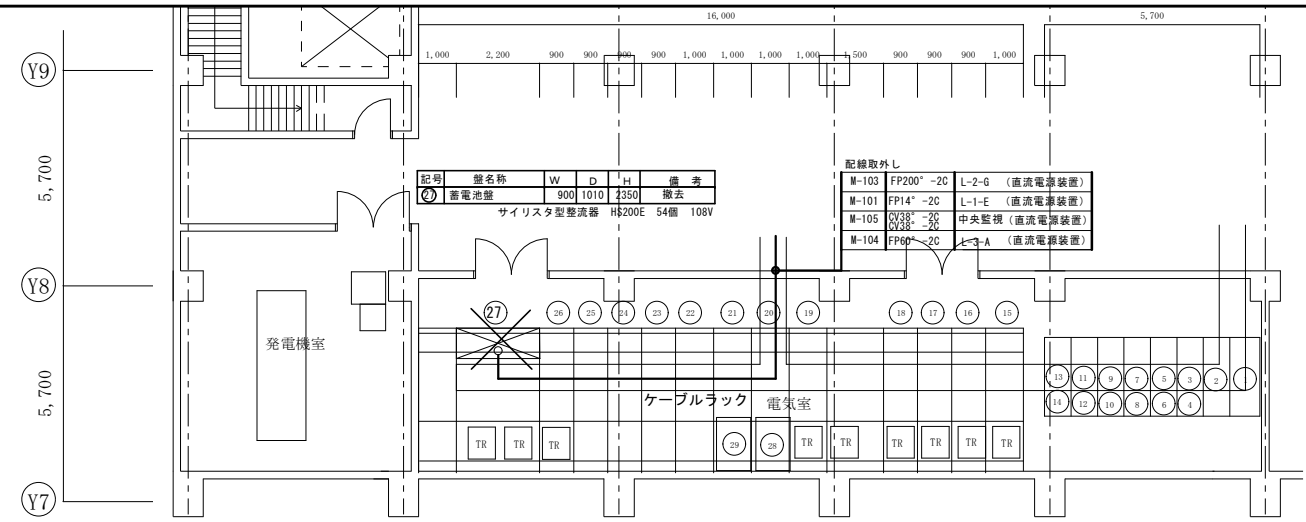 16,000 5,700
1,000 2,200 900 900 900 900 1,000 1,000 1,000 1,000 1,500 900 900 900 1,000
Y9
5,700
配線取外し
M-103 FP200° -2C L-2-G (直流電源装置)
M-101 FP14° -2C L-1-E (直流電源装置)
M-105 CV38° -2C CV38° -2C 中央監視 (直流電源装置)
M-104 FP60° -2C L-3-A (直流電源装置)
記号 盤名称 W D H 備 考
27 蓄電池盤 900 1010 2350 撤去
サイリスタ型整流器 HS200E 54個 108V
Y8
27 26 25 24 23 22 21 20 19 18 17 16 15
発電機室
5,700
13 11 9 7 5 3 2 1
14 12 10 8 6 4
ケーブルラック 電気室
TR TR TR 29 28 TR TR TR TR TR TR
Y7